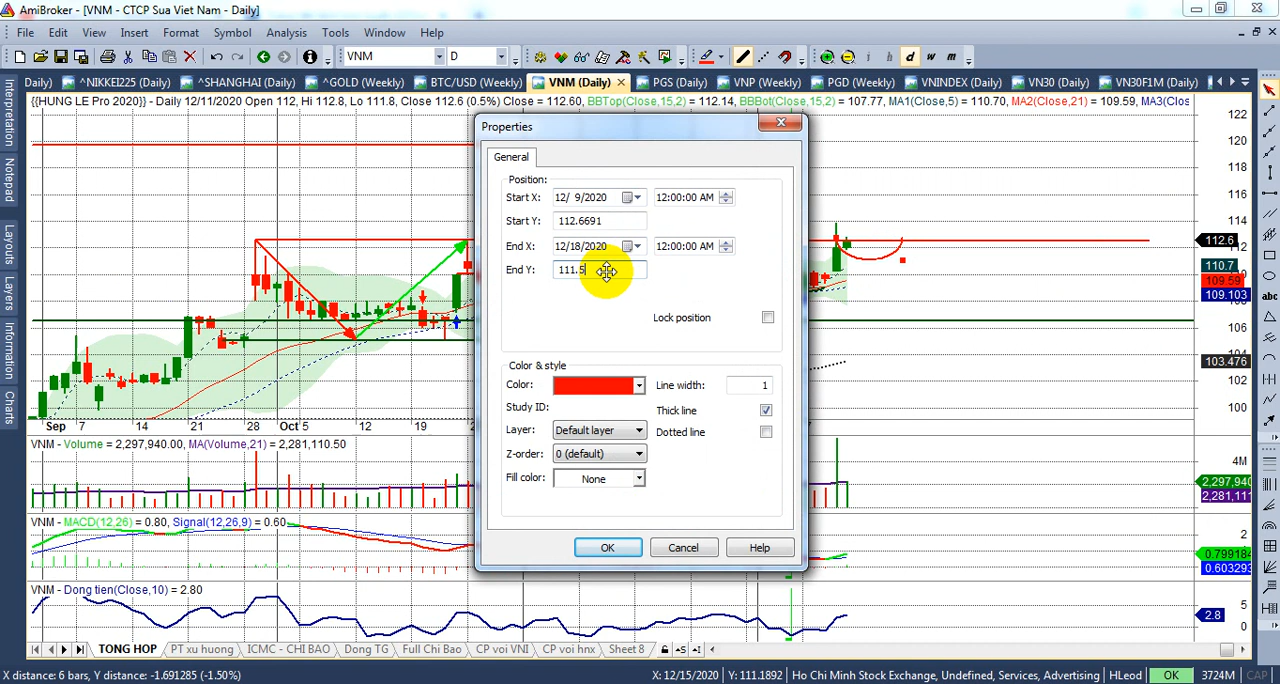 AmiBroker - [VNM - CTCP Sua Viet Nam - Daily]
File Edit View Insert Format Symbol Analysis Tools Window Help
VNM D d w m
Daily) ^NIKKEI225 (Daily) ^SHANGHAI (Daily) ^GOLD (Weekly) BTC/USD (Weekly) VNM (Daily) PGS (Daily) VNP (Weekly) PGD (Weekly) VNINDEX (Daily) VN30 (Daily) VN30F1M (Daily)
{{HUNG LE Pro 2020}} - Daily 12/11/2020 Open 112, Hi 112.8, Lo 111.8, Close 112.6 (0.5%) Close = 112.60, BBTop(Close,15,2) = 112.14, BBBot(Close,15,2) = 107.77, MA1(Close,5) = 110.70, MA2(Close,21) = 109.59, MA3(Close
Interpretation
Notepad
Layouts
Layers
Information
Charts
Properties
General
Position:
Start X: 12/ 9/2020 12:00:00 AM
Start Y: 112.6691
End X: 12/18/2020 12:00:00 AM
End Y: 111.5
Lock position
Color & style
Color: Line width: 1
Study ID: Thick line
Layer: Default layer Dotted line
Z-order: 0 (default)
Fill color: None
OK Cancel Help
122
120
118
116
114
112.6
112
110.7
109.59
109.103
108
106
104
103.476
102
100
abc
Sep 7 14 21 28 Oct 5 12 19
VNM - Volume = 2,297,940.00, MA(Volume,21) = 2,281,110.50
4M
2,297,940
2,281,11
VNM - MACD(12,26) = 0.80, Signal(12,26,9) = 0.60
2
0.799184
0.603293
VNM - Dong tien(Close,10) = 2.80
5
2.8
0
TONG HOP PT xu huong ICMC - CHI BAO Dong TG Full Chi Bao CP voi VNI CP voi hnx Sheet 8
X distance: 6 bars, Y distance: -1.691285 (-1.50%) X: 12/15/2020 Y: 111.1892 Ho Chi Minh Stock Exchange, Undefined, Services, Advertising HLeod OK 3724M CAP